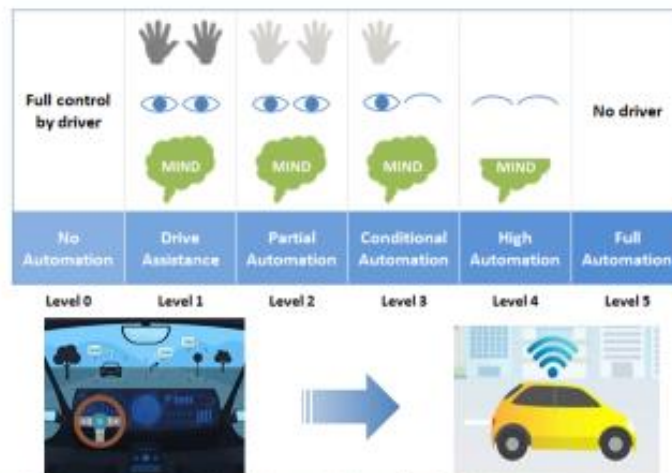 Full control
by driver
MIND
MIND
MIND
MIND
No driver
No
Automation
Drive
Assistance
Partial
Automation
Conditional
Automation
High
Automation
Full
Automation
Level 0
Level 1
Level 2
Level 3
Level 4
Level 5